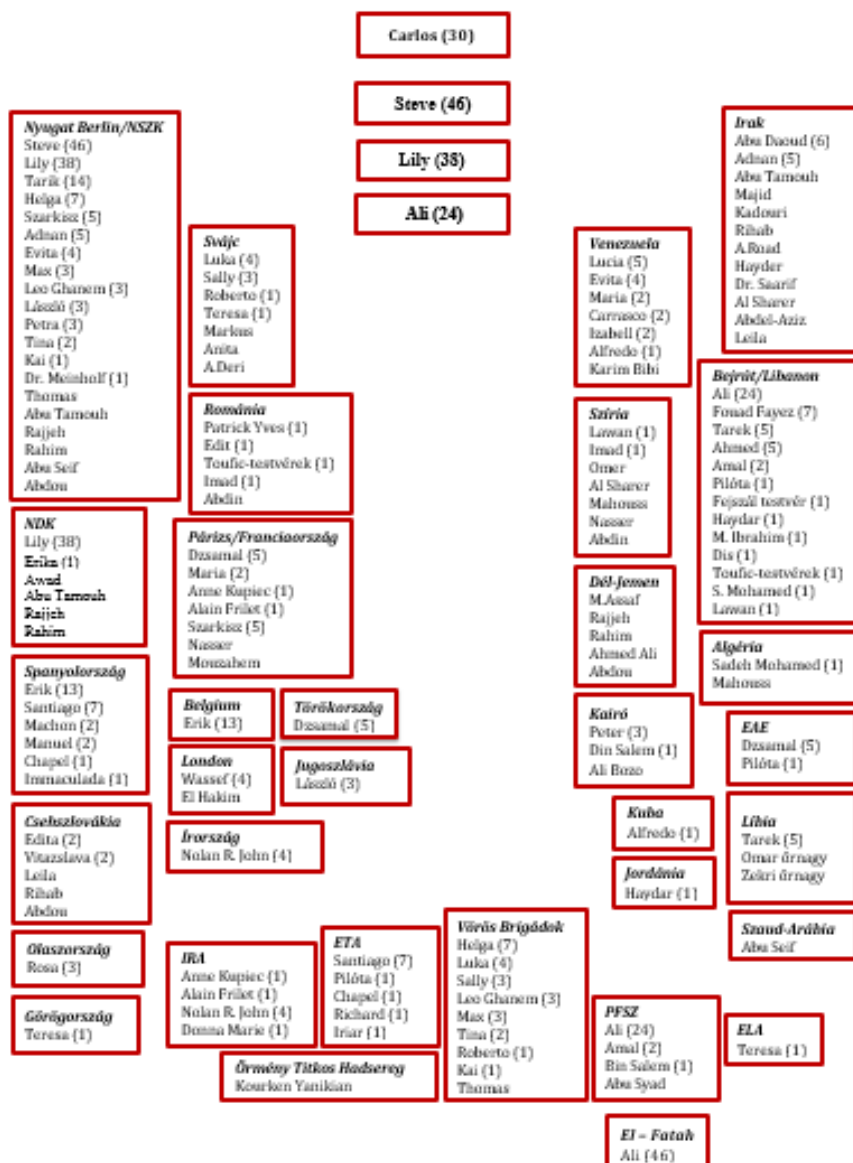 Carlos (30)
Steve (46)
Lily (38)
Ali (24)
Nyugat Berlin/NSZK
Steve (46)
Lily (38)
Tarik (14)
Helga (7)
Szarkisz (5)
Adnan (5)
Evita (4)
Max (3)
Leo Ghanem (3)
László (3)
Petra (3)
Tina (2)
Kai (1)
Dr. Meinholf (1)
Thomas
Abu Tamouh
Rajjeh
Rahim
Abu Seif
Abdou
NDK
Lily (38)
Erika (1)
Awad
Abu Tamouh
Rajjeh
Rahim
Spanyolország
Erik (13)
Santiago (7)
Machon (2)
Manuel (2)
Chapel (1)
Immaculada (1)
Csehszlovákia
Edita (2)
Vitazslava (2)
Leila
Rihab
Abdou
Olaszország
Rosa (3)
Görögország
Teresa (1)
Svájc
Luka (4)
Sally (3)
Roberto (1)
Teresa (1)
Markus
Anita
A.Deri
Románia
Patrick Yves (1)
Edit (1)
Toufic-testvérek (1)
Imad (1)
Abdin
Párizs/Franciaország
Dzsamal (5)
Maria (2)
Anne Kupiec (1)
Alain Frilet (1)
Szarkisz (5)
Nasser
Mouzahem
Belgium
Erik (13)
Törökország
Dzsamal (5)
London
Wassef (4)
El Hakim
Jugoszlávia
László (3)
Írország
Nolan R. John (4)
IRA
Anne Kupiec (1)
Alain Frilet (1)
Nolan R. John (4)
Donna Marie (1)
ETA
Santiago (7)
Pilóta (1)
Chapel (1)
Richard (1)
Iriar (1)
Örmény Titkos Hadsereg
Kourken Yanikian
Vörös Brigádok
Helga (7)
Luka (4)
Sally (3)
Leo Ghanem (3)
Max (3)
Tina (2)
Roberto (1)
Kai (1)
Thomas
Venezuela
Lucia (5)
Evita (4)
Maria (2)
Carrasco (2)
Izabell (2)
Alfredo (1)
Karim Bibi
Szíria
Lawan (1)
Imad (1)
Omer
Al Sharer
Mahouss
Nasser
Abdin
Dél-Jemen
M.Assaf
Rajjeh
Rahim
Ahmed Ali
Abdou
Kairó
Peter (3)
Din Salem (1)
Ali Bozo
Kuba
Alfredo (1)
Jordánia
Haydar (1)
PFSZ
Ali (24)
Amal (2)
Bin Salem (1)
Abu Syad
El – Fatah
Ali (46)
Irak
Abu Daoud (6)
Adnan (5)
Abu Tamouh
Majid
Kadouri
Rihab
A.Road
Hayder
Dr. Saarif
Al Sharer
Abdel-Aziz
Leila
Bejrút/Libanon
Ali (24)
Fouad Fayez (7)
Tarek (5)
Ahmed (5)
Amal (2)
Pilóta (1)
Fejszál testvér (1)
Haydar (1)
M. Ibrahim (1)
Dis (1)
Toufic-testvérek (1)
S. Mohamed (1)
Lawan (1)
Algéria
Sadeh Mohamed (1)
Mahouss
EAE
Dzsamal (5)
Pilóta (1)
Líbia
Tarek (5)
Omar őrnagy
Zekri őrnagy
Szaud-Arábia
Abu Seif
ELA
Teresa (1)